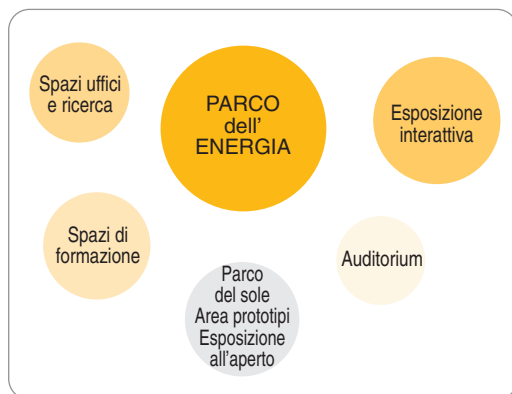 Spazi uffici
e ricerca
PARCO
dell'
ENERGIA
Esposizione
interattiva
Spazi di
formazione
Parco
del sole
Area prototipi
Esposizione
all'aperto
Auditorium